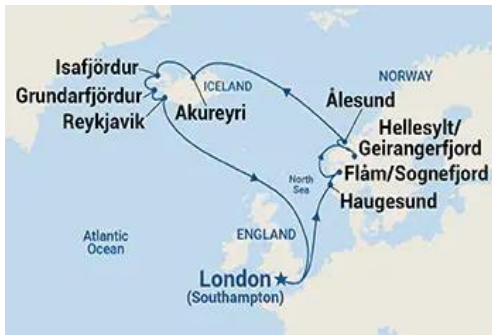 Isafjördur
Grundarfjördur
Reykjavik
ICELAND
Akureyri
NORWAY
Ålesund
Hellesylt/
Geirangerfjord
Flåm/Sognefjord
Haugesund
North
Sea
Atlantic
Ocean
ENGLAND
London
(Southampton)